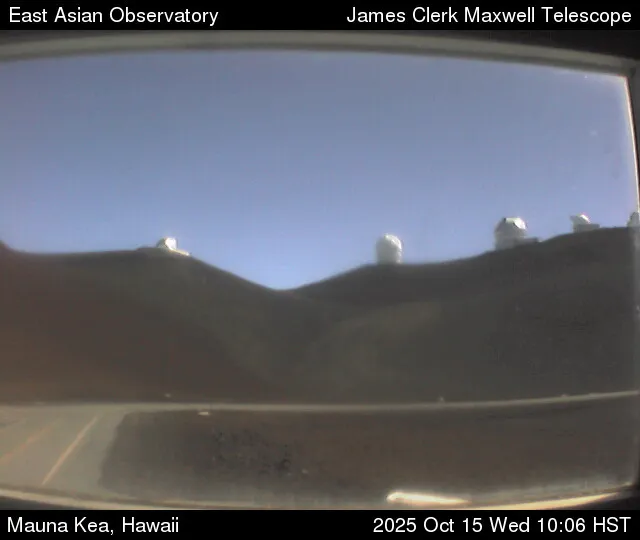 East Asian Observatory
James Clerk Maxwell Telescope
Mauna Kea, Hawaii
2025 Oct 15 Wed 10:06 HST